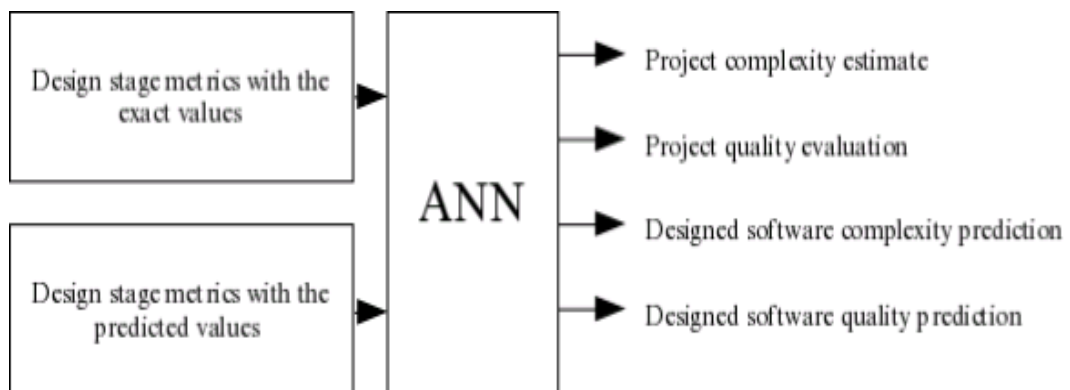 Design stage metrics with the
exact values
Design stage metrics with the
predicted values
ANN
Project complexity estimate
Project quality evaluation
Designed software complexity prediction
Designed software quality prediction